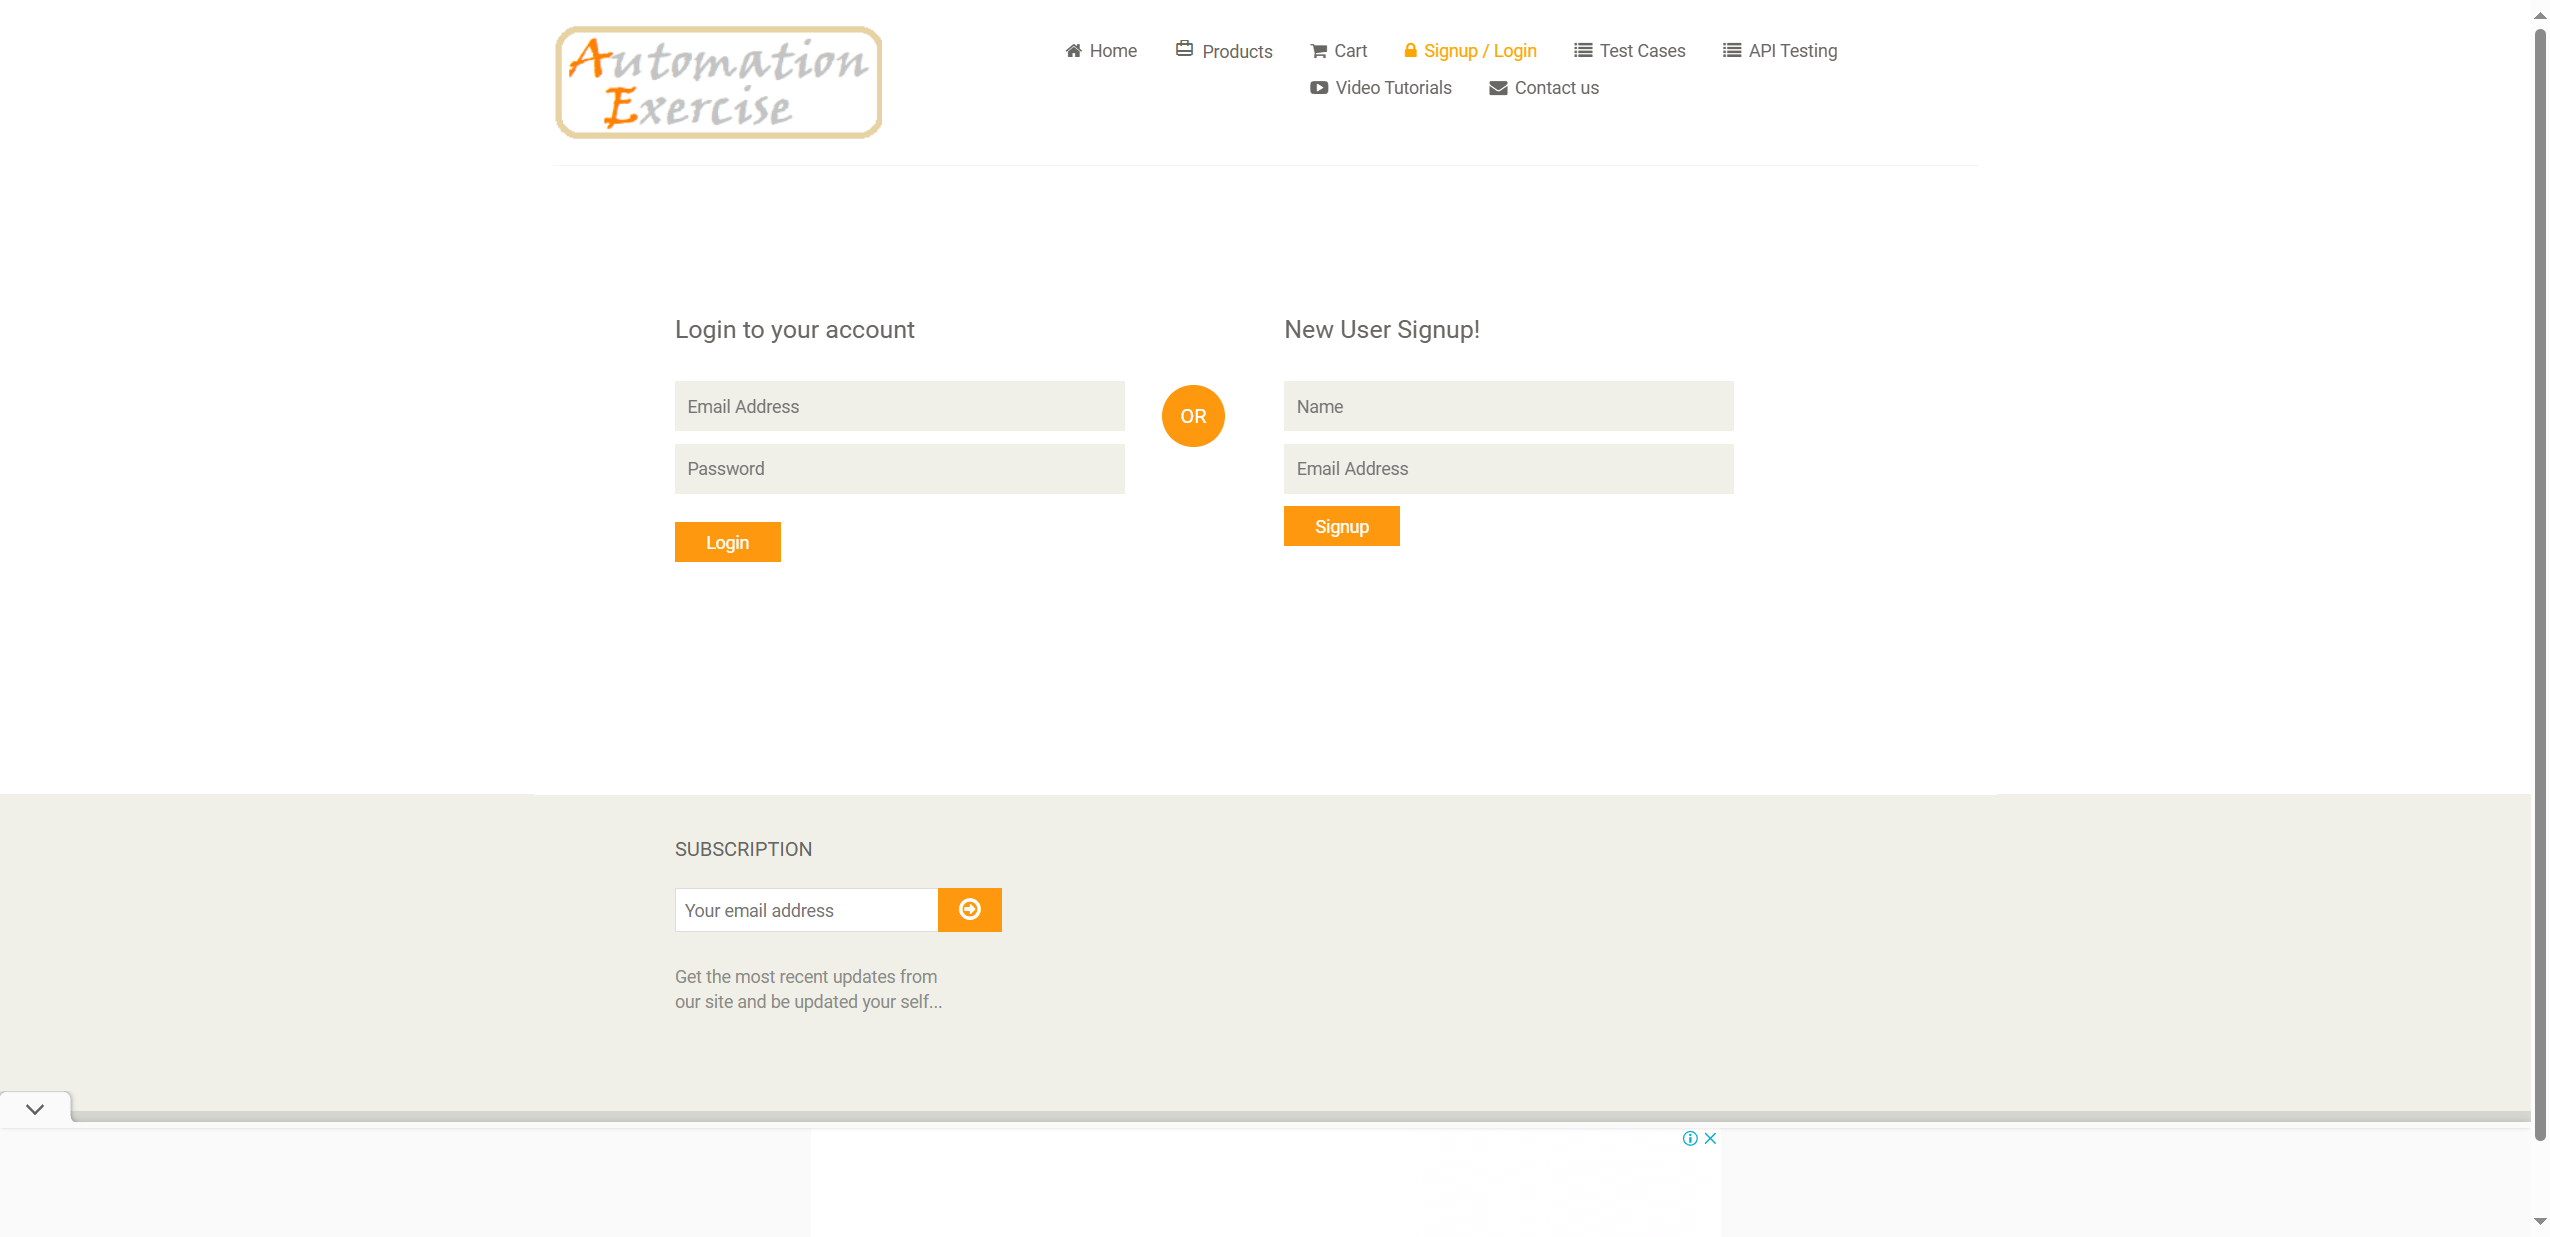 Automation
Exercise
Home
Products
Cart
Signup / Login
Test Cases
API Testing
Video Tutorials
Contact us
Login to your account
Email Address
Password
Login
OR
New User Signup!
Name
Email Address
Signup
SUBSCRIPTION
Your email address
Get the most recent updates from
our site and be updated your self...